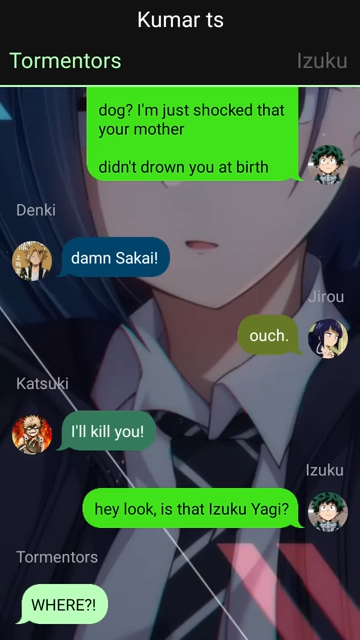 Kumar ts
Tormentors
Izuku
dog? I'm just shocked that
your mother
didn't drown you at birth
Denki
damn Sakai!
Jirou
ouch.
Katsuki
I'll kill you!
Izuku
hey look, is that Izuku Yagi?
Tormentors
WHERE?!